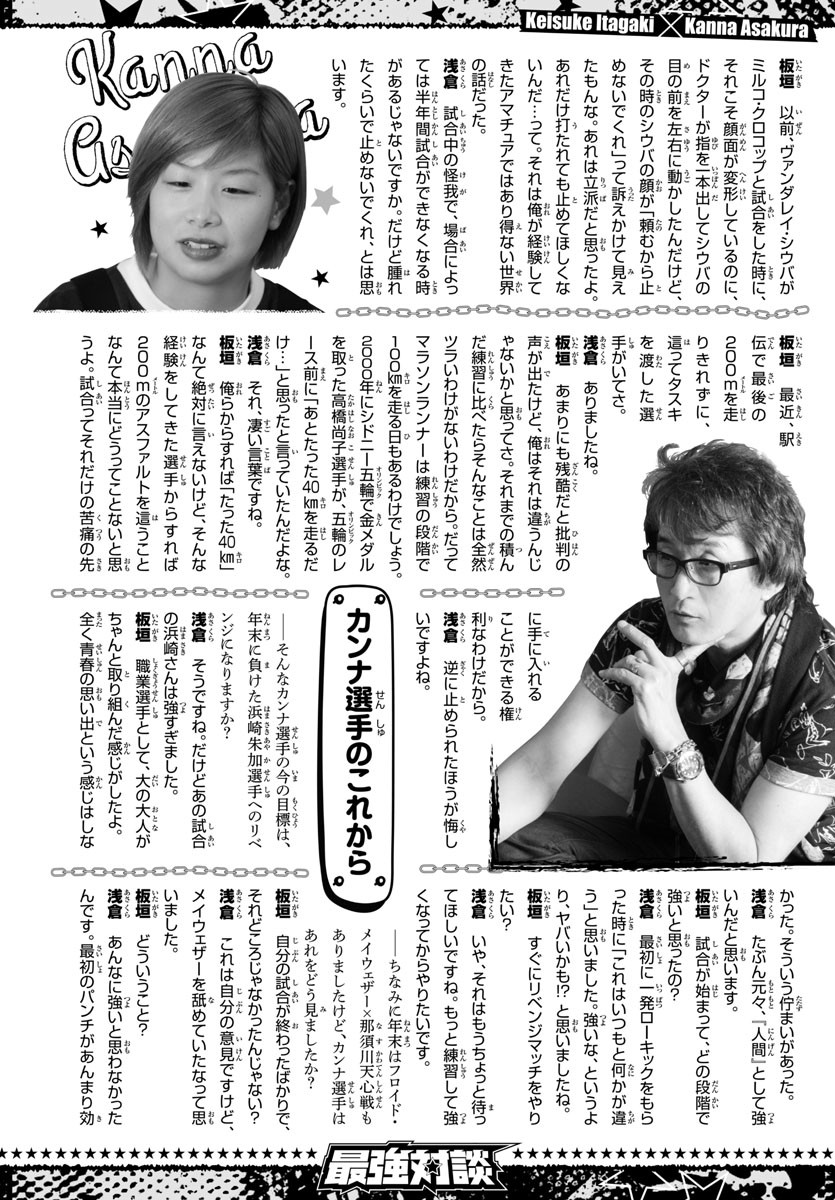 Keisuke Itagaki × Kanna Asakura
Kanna
As　　　a
板垣　以前、ヴァンダレイ・シウバが
ミルコ・クロコップと試合をした時に、
それこそ顔面が変形しているのに、
ドクターが指を一本出してシウバの
目の前を左右に動かしたんだけど、
その時のシウバの顔が「頼むから止
めないでくれ」って訴えかけて見え
たもんな。あれは立派だと思ったよ。
あれだけ打たれても止めてほしくな
いんだ…って。それは俺が経験して
きたアマチュアではあり得ない世界
の話だった。
浅倉　試合中の怪我で、場合によっ
ては半年間試合ができなくなる時
があるじゃないですか。だけど腫れ
たくらいで止めないでくれ、とは思
います。
板垣　最近、駅
伝で最後の
200mを走
りきれずに、
這ってタスキ
を渡した選
手がいてさ。
浅倉　ありましたね。
板垣　あまりにも残酷だと批判の
声が出たけど、俺はそれは違うんじ
ゃないかと思ってさ。それまでの積ん
だ練習に比べたらそんなことは全然
ツラいわけがないわけだから。だって
マラソンランナーは練習の段階で
100㎞を走る日もあるわけでしょう。
2000年にシドニー五輪で金メダル
を取った高橋尚子選手が、五輪のレ
ース前に「あとたった40㎞を走るだ
け…」と思ったと言っていたんだよな。
浅倉　それ、凄い言葉ですね。
板垣　俺らからすれば「たった40㎞」
なんて絶対に言えないけど、そんな
経験をしてきた選手からすれば
200mのアスファルトを這うこと
なんて本当にどうってことないと思
うよ。試合ってそれだけの苦痛の先
に手に入れる
ことができる権
利なわけだから。
浅倉　逆に止められたほうが悔し
いですよね。
カンナ選手のこれから
――そんなカンナ選手の今の目標は、
年末に負けた浜崎朱加選手へのリベ
ンジになりますか？
浅倉　そうですね。だけどあの試合
の浜崎さんは強すぎました。
板垣　職業選手として、大の大人が
ちゃんと取り組んだ感じがしたよ。
全く青春の思い出という感じはしな
かった。そういう佇まいがあった。
浅倉　たぶん元々、『人間』として強
いんだと思います。
板垣　試合が始まって、どの段階で
強いと思ったの？
浅倉　最初に一発ローキックをもら
った時に「これはいつもと何かが違
う」と思いました。強いな、というよ
り、ヤバいかも!?と思いましたね。
板垣　すぐにリベンジマッチをやり
たい？
浅倉　いや、それはもうちょっと待っ
てほしいですね。もっと練習して強
くなってからやりたいです。
――ちなみに年末はフロイド・
メイウェザー×那須川天心戦も
ありましたけど、カンナ選手は
あれをどう見ましたか？
板垣　自分の試合が終わったばかりで、
それどころじゃなかったんじゃない？
浅倉　これは自分の意見ですけど、
メイウェザーを舐めていたなって思
いました。
板垣　どういうこと？
浅倉　あんなに強いと思わなかった
んです。最初のパンチがあんまり効
最強対談